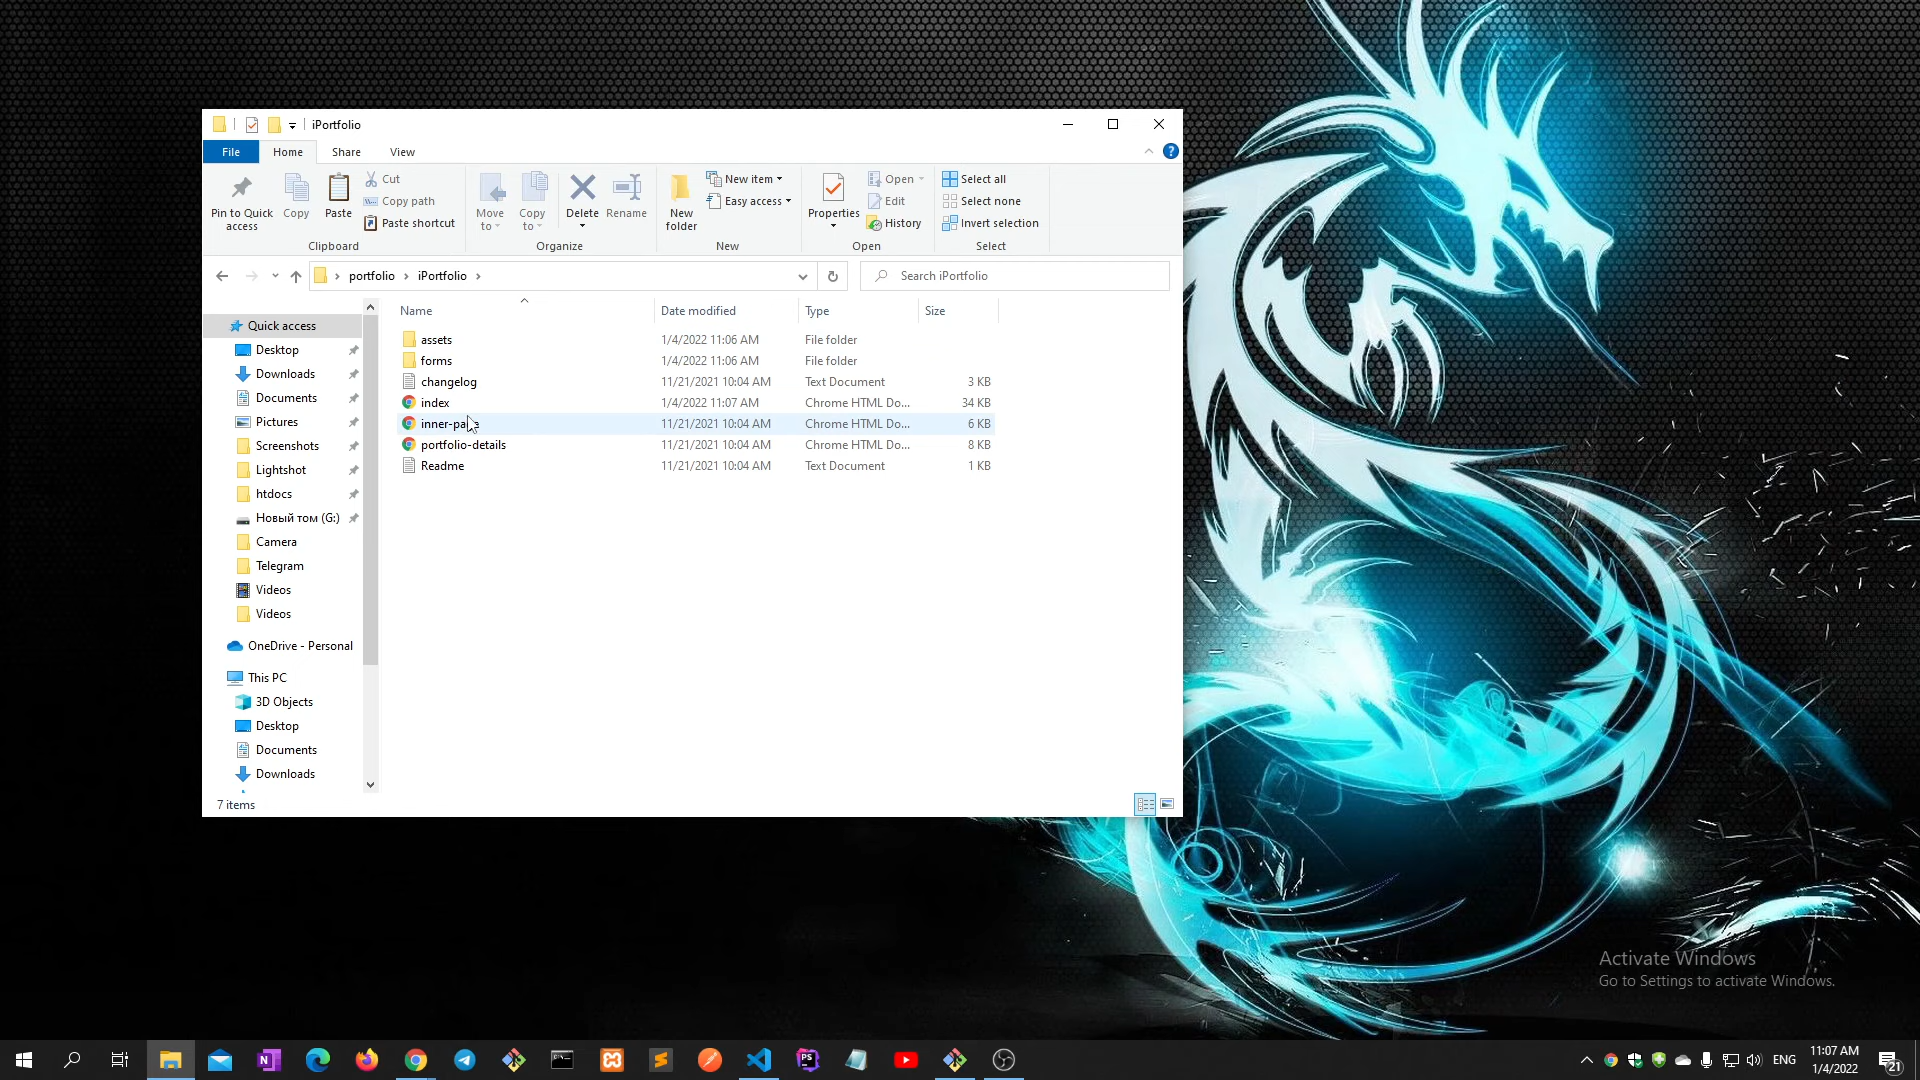 iPortfolio
File Home Share View
Pin to Quick access
Copy
Paste
Cut
Copy path
Paste shortcut
Clipboard
Move to
Copy to
Delete
Rename
Organize
New folder
New item
Easy access
New
Properties
Open
Edit
History
Open
Select all
Select none
Invert selection
Select
portfolio › iPortfolio ›
Search iPortfolio
Name Date modified Type Size
assets 1/4/2022 11:06 AM File folder
forms 1/4/2022 11:06 AM File folder
changelog 11/21/2021 10:04 AM Text Document 3 KB
index 1/4/2022 11:07 AM Chrome HTML Do... 34 KB
inner-page 11/21/2021 10:04 AM Chrome HTML Do... 6 KB
portfolio-details 11/21/2021 10:04 AM Chrome HTML Do... 8 KB
Readme 11/21/2021 10:04 AM Text Document 1 KB
Quick access
Desktop
Downloads
Documents
Pictures
Screenshots
Lightshot
htdocs
Новый том (G:)
Camera
Telegram
Videos
Videos
OneDrive - Personal
This PC
3D Objects
Desktop
Documents
Downloads
7 items
Activate Windows
Go to Settings to activate Windows.
ENG
11:07 AM
1/4/2022
21